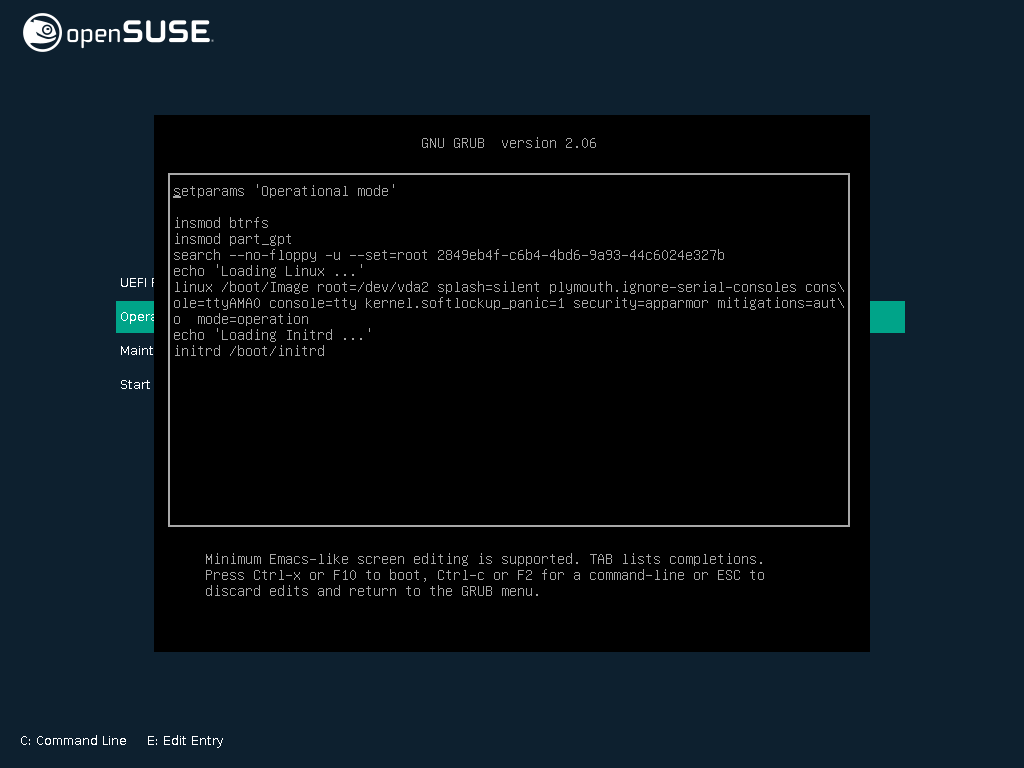 openSUSE.
GNU GRUB  version 2.06
setparams 'Operational mode'
insmod btrfs
insmod part_gpt
search --no-floppy -u --set=root 2849eb4f-c6b4-4bd6-9a93-44c6024e327b
echo 'Loading Linux ...'
linux /boot/Image root=/dev/vda2 splash=silent plymouth.ignore-serial-consoles cons\
ole=ttyAMA0 console=tty kernel.softlockup_panic=1 security=apparmor mitigations=aut\
o  mode=operation
echo 'Loading Initrd ...'
initrd /boot/initrd
UEFI F
Opera
Maint
Start
Minimum Emacs-like screen editing is supported. TAB lists completions.
Press Ctrl-x or F10 to boot, Ctrl-c or F2 for a command-line or ESC to
discard edits and return to the GRUB menu.
C: Command Line     E: Edit Entry